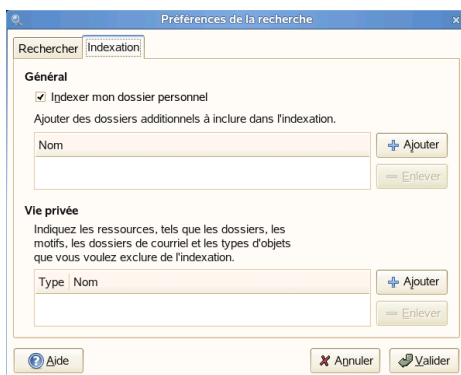 Préférences de la recherche
Rechercher Indexation
Général
Indexer mon dossier personnel
Ajouter des dossiers additionnels à inclure dans l'indexation.
Nom
Ajouter
Enlever
Vie privée
Indiquez les ressources, tels que les dossiers, les
motifs, les dossiers de courriel et les types d'objets
que vous voulez exclure de l'indexation.
Type Nom
Ajouter
Enlever
Aide Annuler Valider